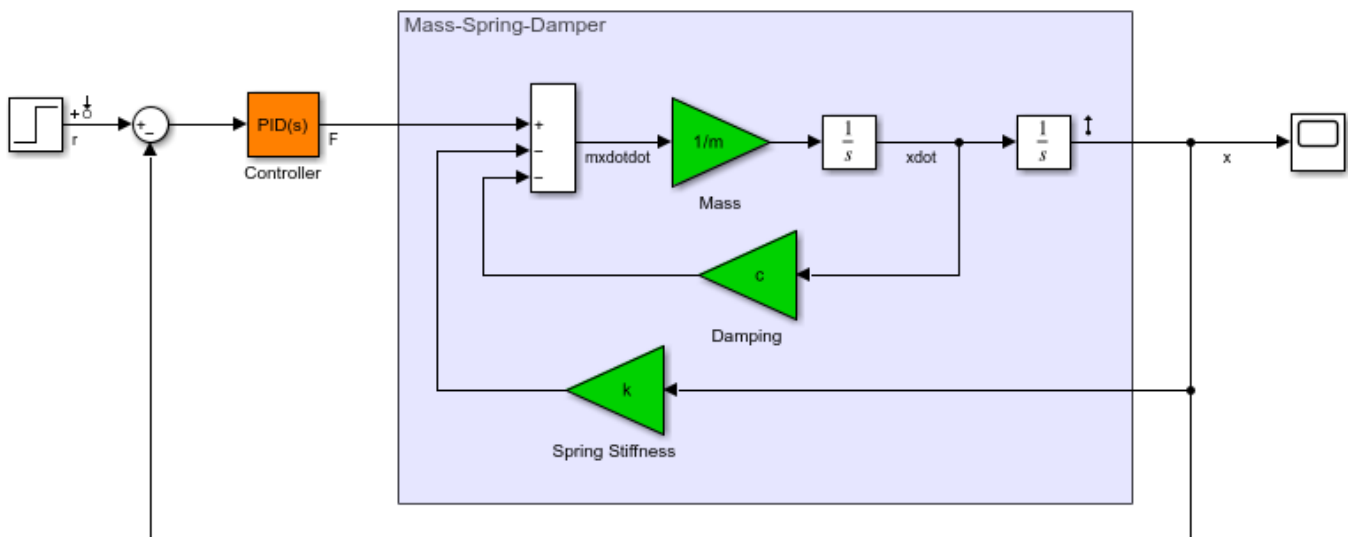 Mass-Spring-Damper
+
r
+
−
PID(s)
F
Controller
+
−
−
mxdotdot
1/m
Mass
1
s
xdot
1
s
x
c
Damping
k
Spring Stiffness